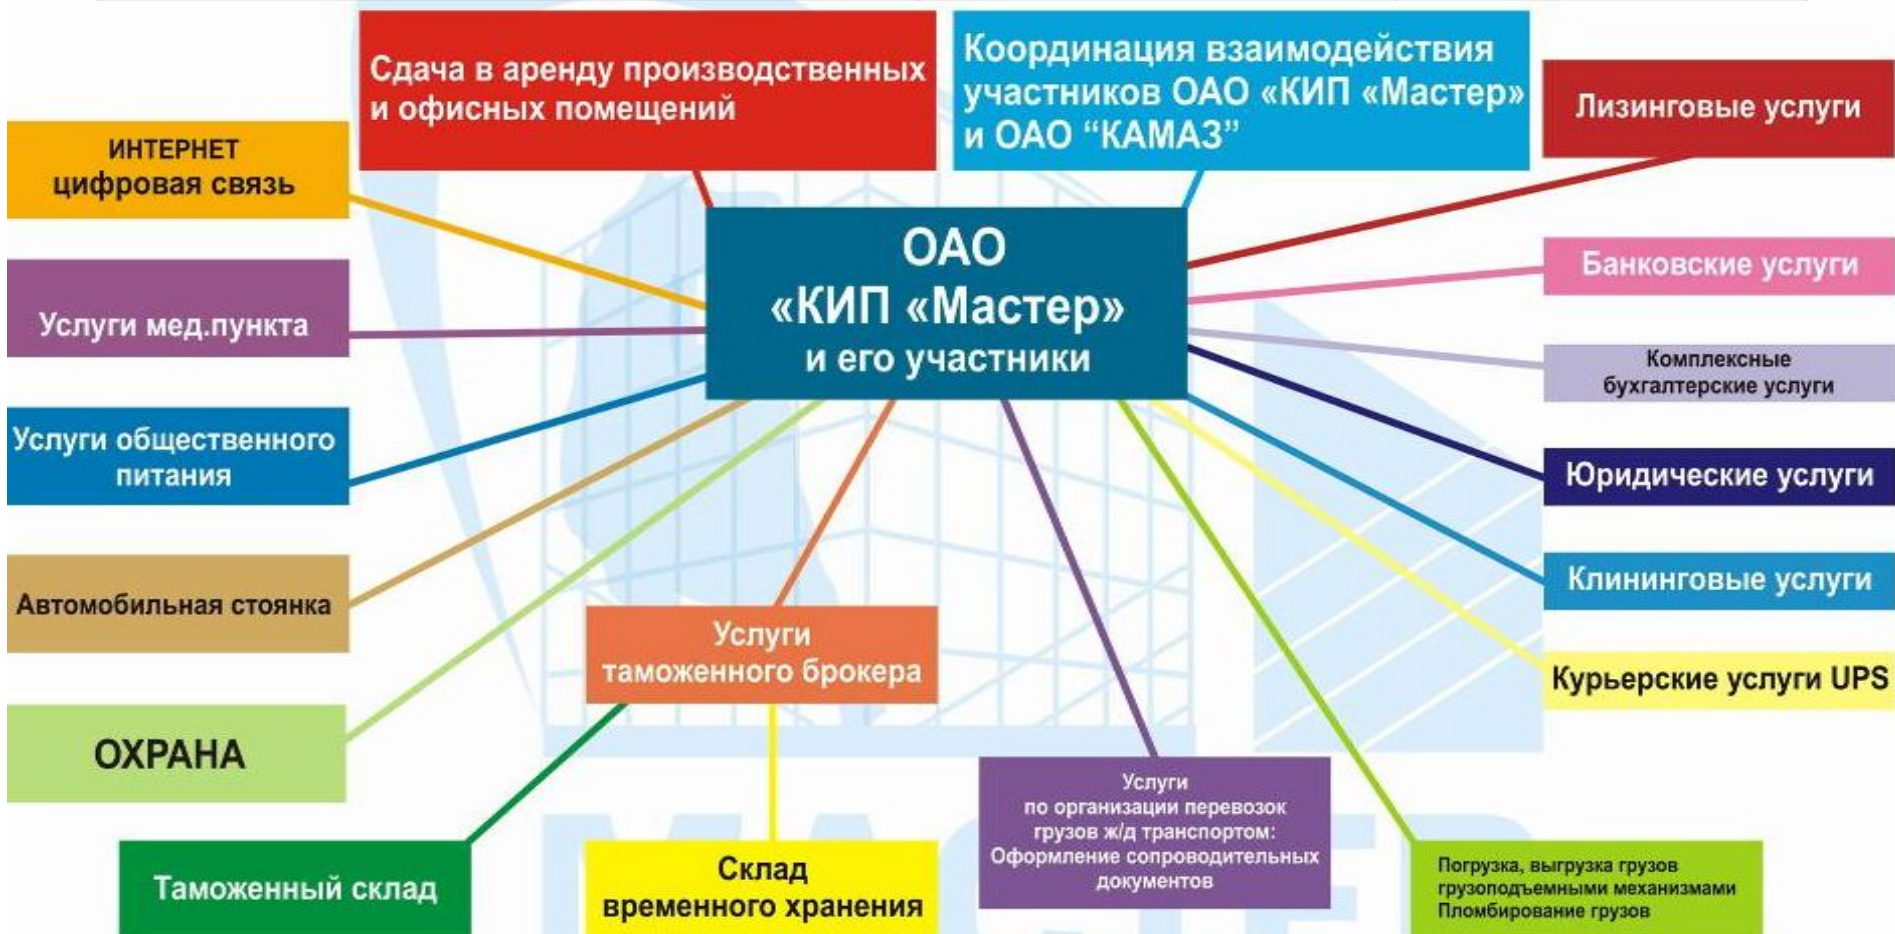 Сдача в аренду производственных
и офисных помещений
Координация взаимодействия
участников ОАО «КИП «Мастер»
и ОАО “КАМАЗ”
Лизинговые услуги
ИНТЕРНЕТ
цифровая связь
ОАО
«КИП «Мастер»
и его участники
Банковские услуги
Услуги мед.пункта
Комплексные
бухгалтерские услуги
Услуги общественного
питания
Юридические услуги
Автомобильная стоянка
Клининговые услуги
Услуги
таможенного брокера
Курьерские услуги UPS
ОХРАНА
Услуги
по организации перевозок
грузов ж/д транспортом:
Оформление сопроводительных
документов
Таможенный склад
Склад
временного хранения
Погрузка, выгрузка грузов
грузоподъемными механизмами
Пломбирование грузов
MASTER